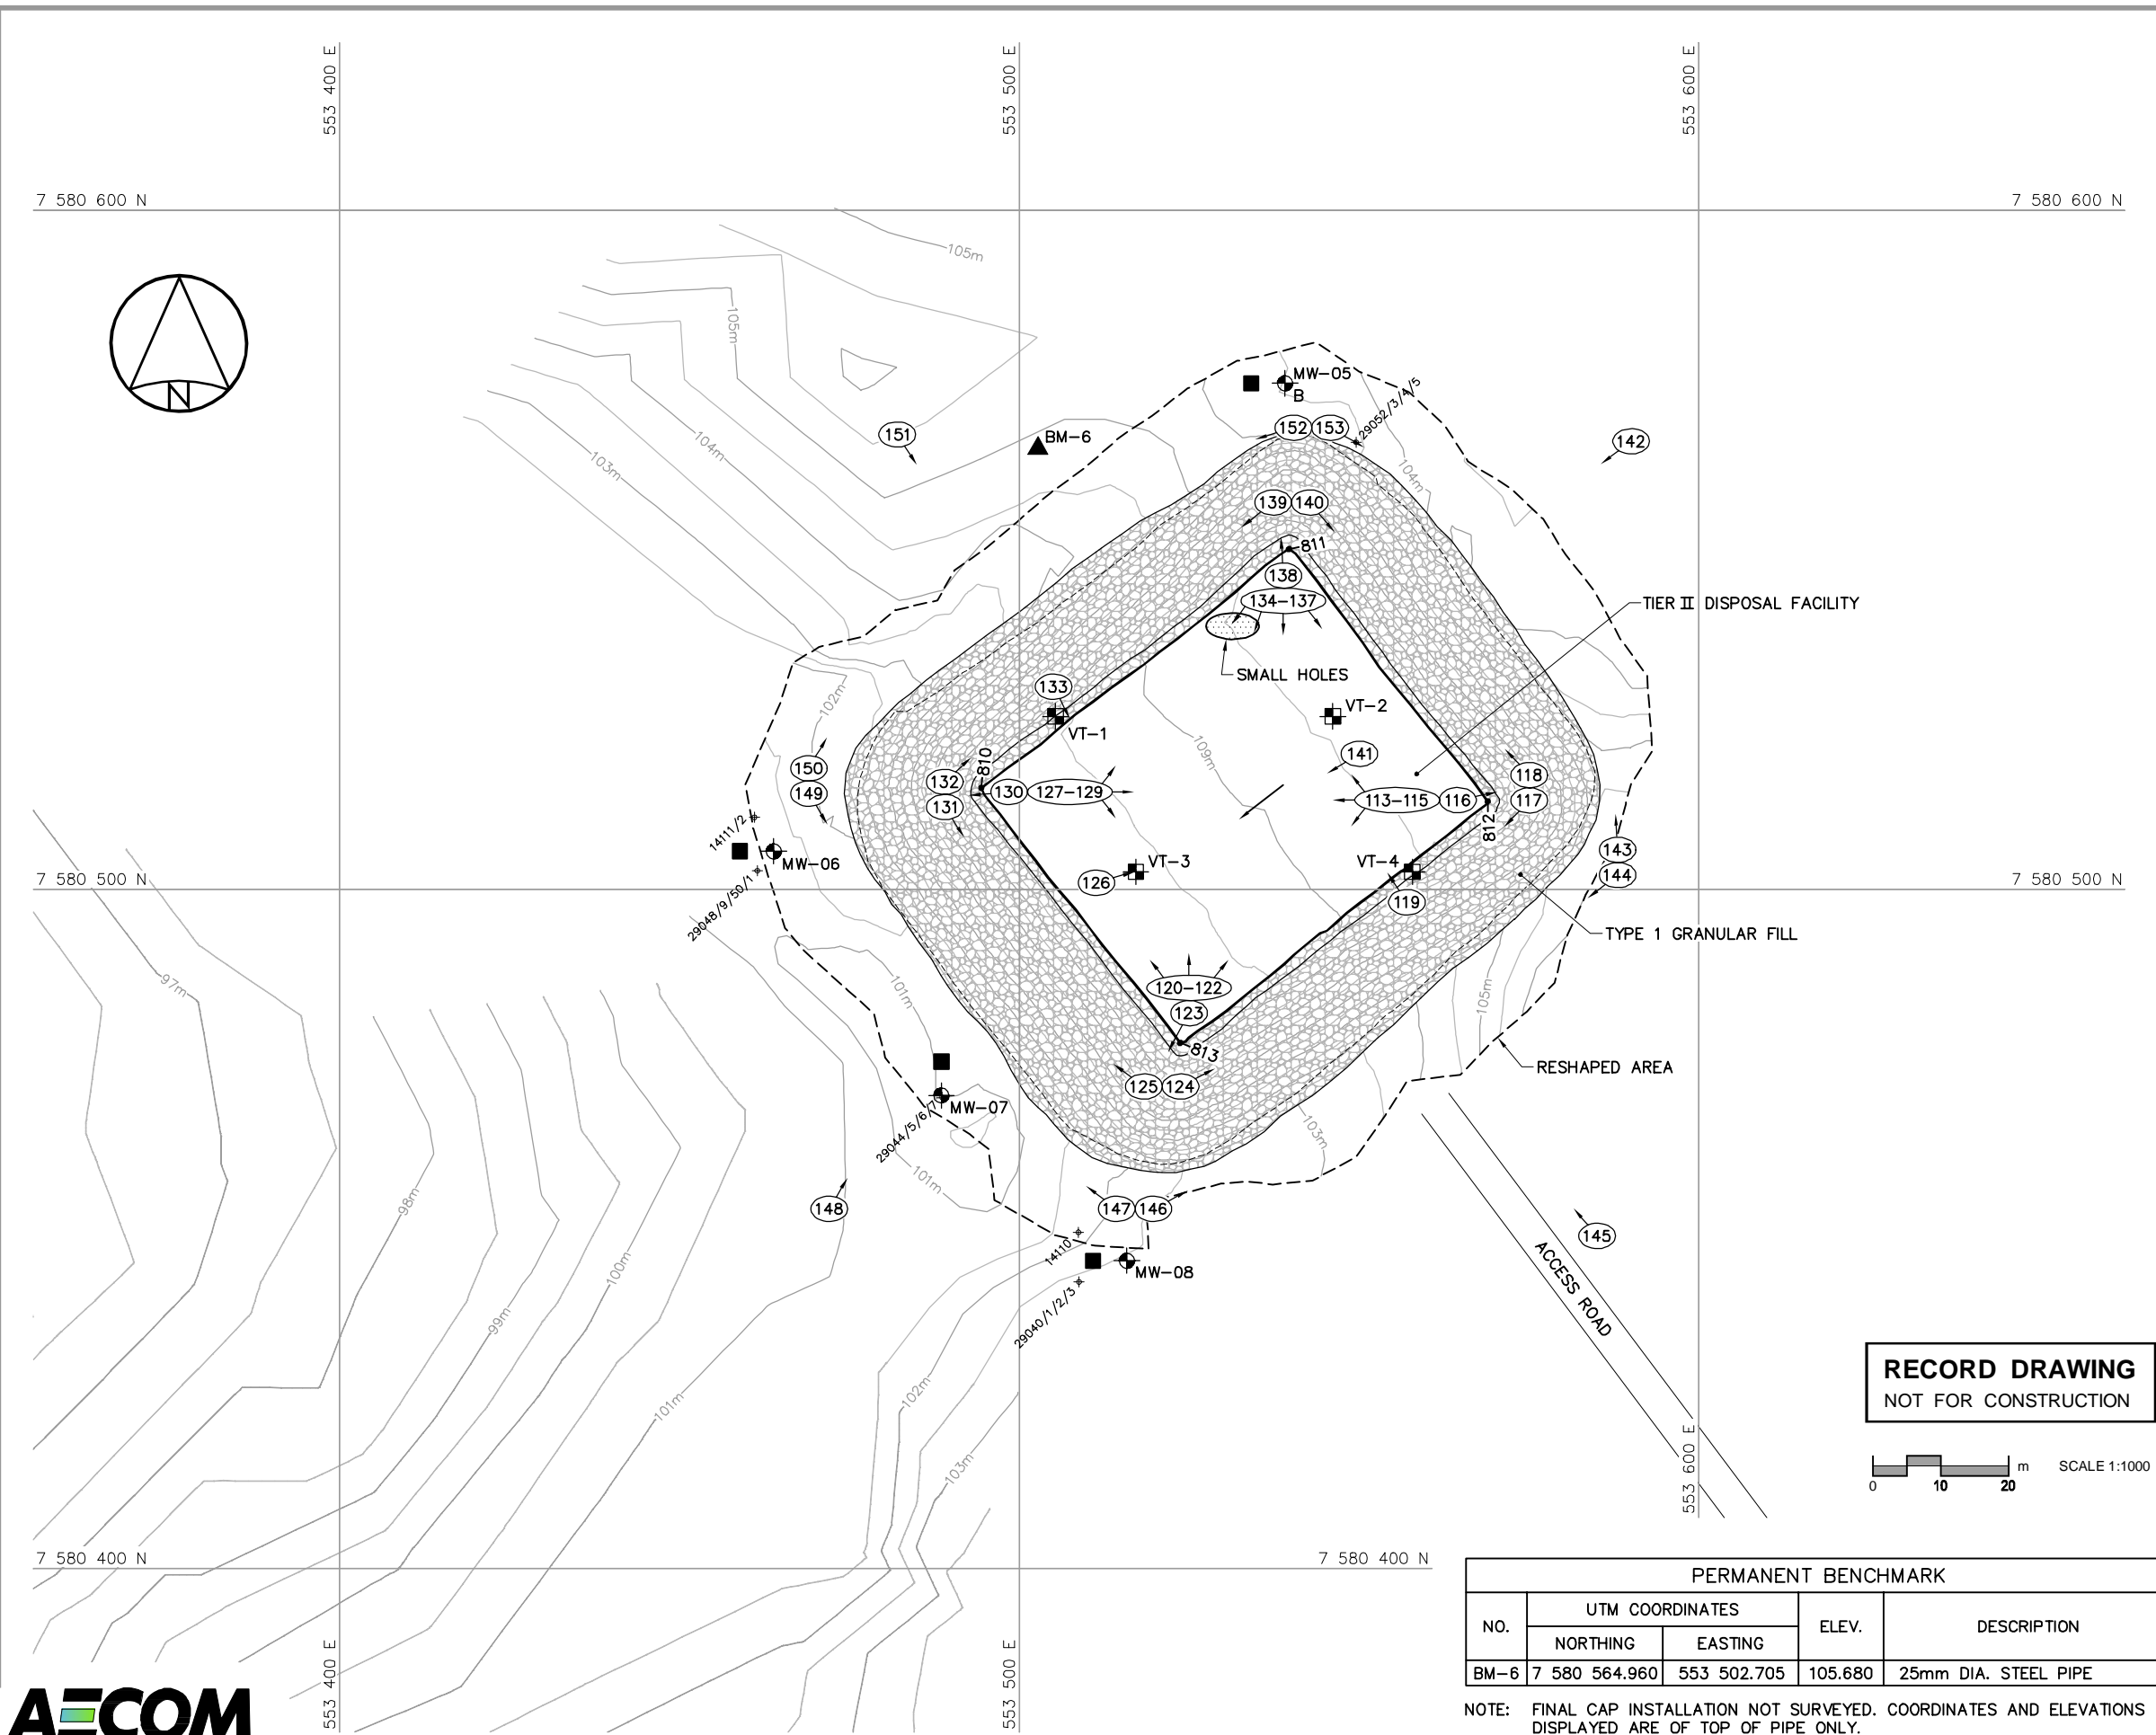 553 400 E
553 500 E
553 600 E
7 580 600 N
7 580 600 N
105m
105m
N
MW-05
B
29052/3/4/5
151
BM-6
152
153
142
104m
103m
104m
139
140
811
138
134-137
TIER II DISPOSAL FACILITY
SMALL HOLES
133
102m
VT-2
VT-1
109m
141
810
150
149
132
131
130
127-129
113-115
116
118
117
812
14111/2
MW-06
VT-3
VT-4
143
144
7 580 500 N
7 580 500 N
126
119
29048/9/50/1
TYPE 1 GRANULAR FILL
97m
101m
120-122
105m
123
813
RESHAPED AREA
125
124
MW-07
29044/5/6/7
103m
101m
98m
148
147
146
145
14110
MW-08
100m
ACCESS ROAD
29040/1/2/3
99m
RECORD DRAWING
NOT FOR CONSTRUCTION
102m
101m
103m
553 600 E
m
SCALE 1:1000
0 10 20
7 580 400 N
7 580 400 N
PERMANENT BENCHMARK
NO. UTM COORDINATES ELEV. DESCRIPTION
NORTHING EASTING
BM-6 7 580 564.960 553 502.705 105.680 25mm DIA. STEEL PIPE
553 400 E
553 500 E
NOTE: FINAL CAP INSTALLATION NOT SURVEYED. COORDINATES AND ELEVATIONS
DISPLAYED ARE OF TOP OF PIPE ONLY.
AECOM